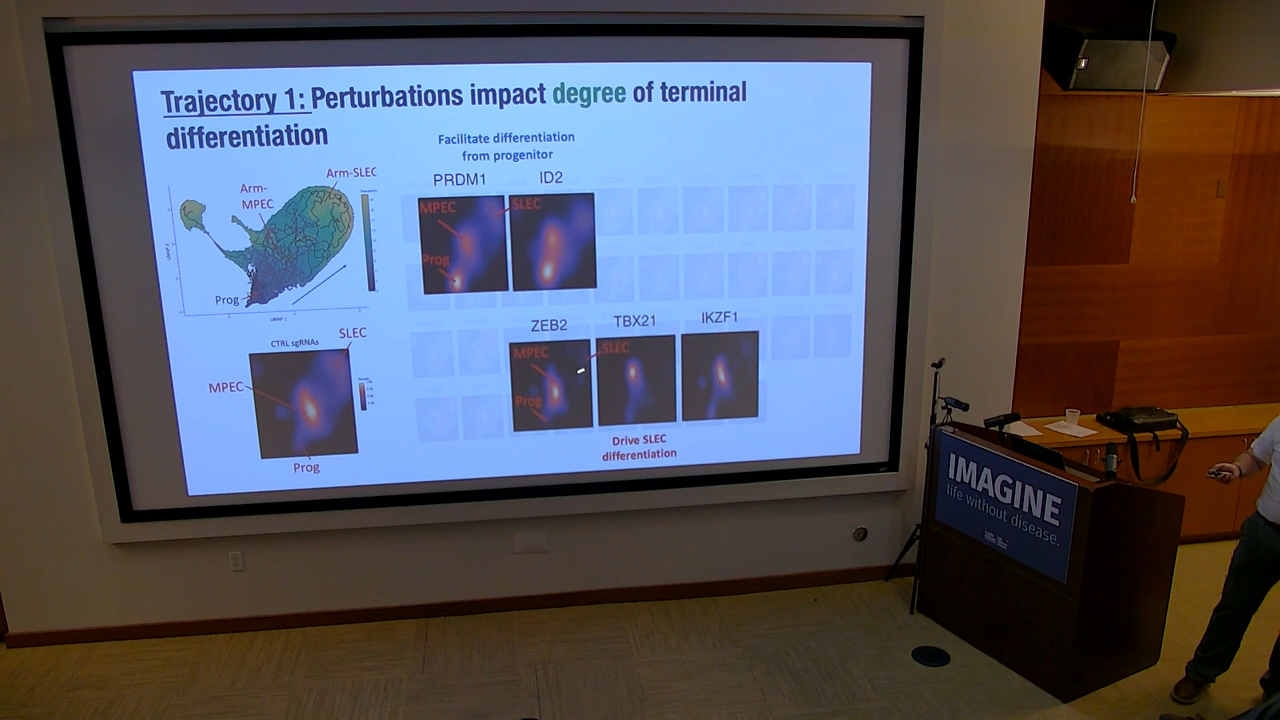 Trajectory 1: Perturbations impact degree of terminal
differentiation
Facilitate differentiation
from progenitor
PRDM1 ID2
MPEC SLEC
Prog
Arm-SLEC
Arm-
MPEC
Prog
CTRL sgRNAs
SLEC
MPEC
Prog
ZEB2 TBX21 IKZF1
MPEC SLEC
Prog
Drive SLEC
differentiation
IMAGINE
life without disease.